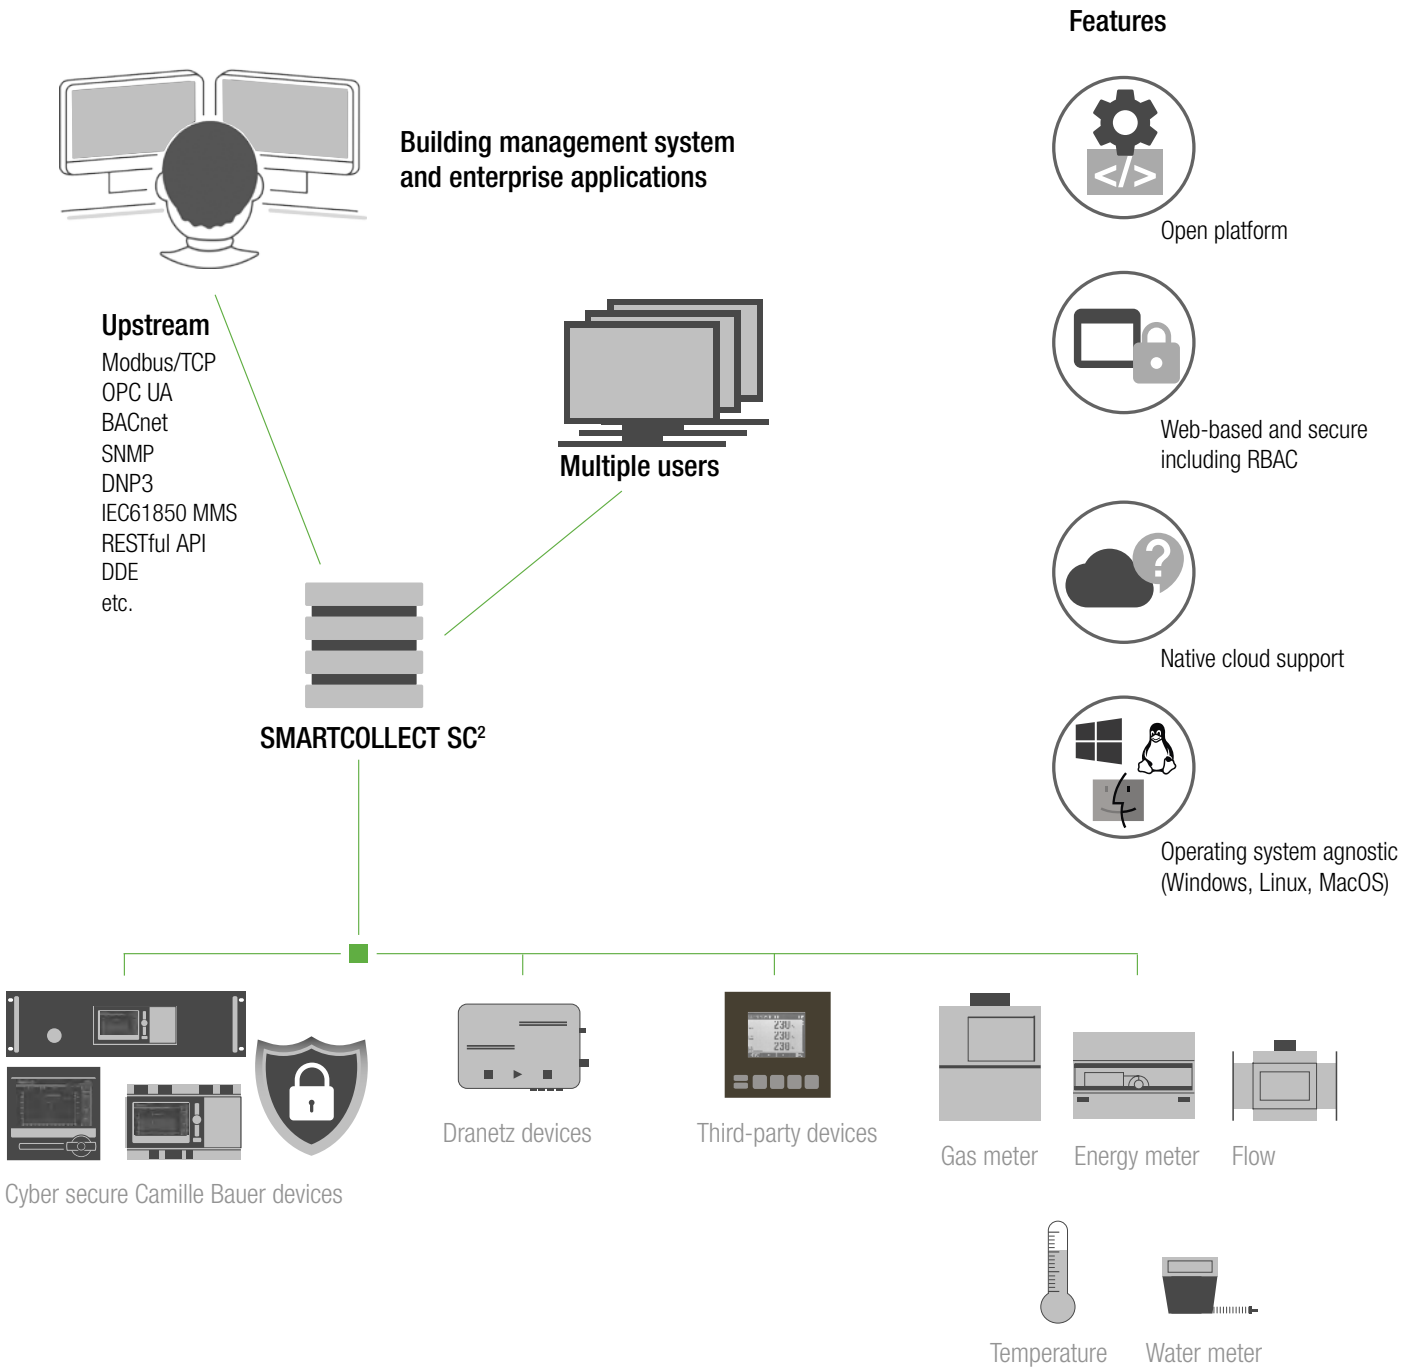 Features
Building management system
and enterprise applications
Open platform
Upstream
Modbus/TCP
OPC UA
BACnet
SNMP
DNP3
IEC61850 MMS
RESTful API
DDE
etc.
Multiple users
Web-based and secure
including RBAC
Native cloud support
SMARTCOLLECT SC²
Operating system agnostic
(Windows, Linux, MacOS)
</>
?
230
230
230
Cyber secure Camille Bauer devices
Dranetz devices
Third-party devices
Gas meter
Energy meter
Flow
Temperature
Water meter